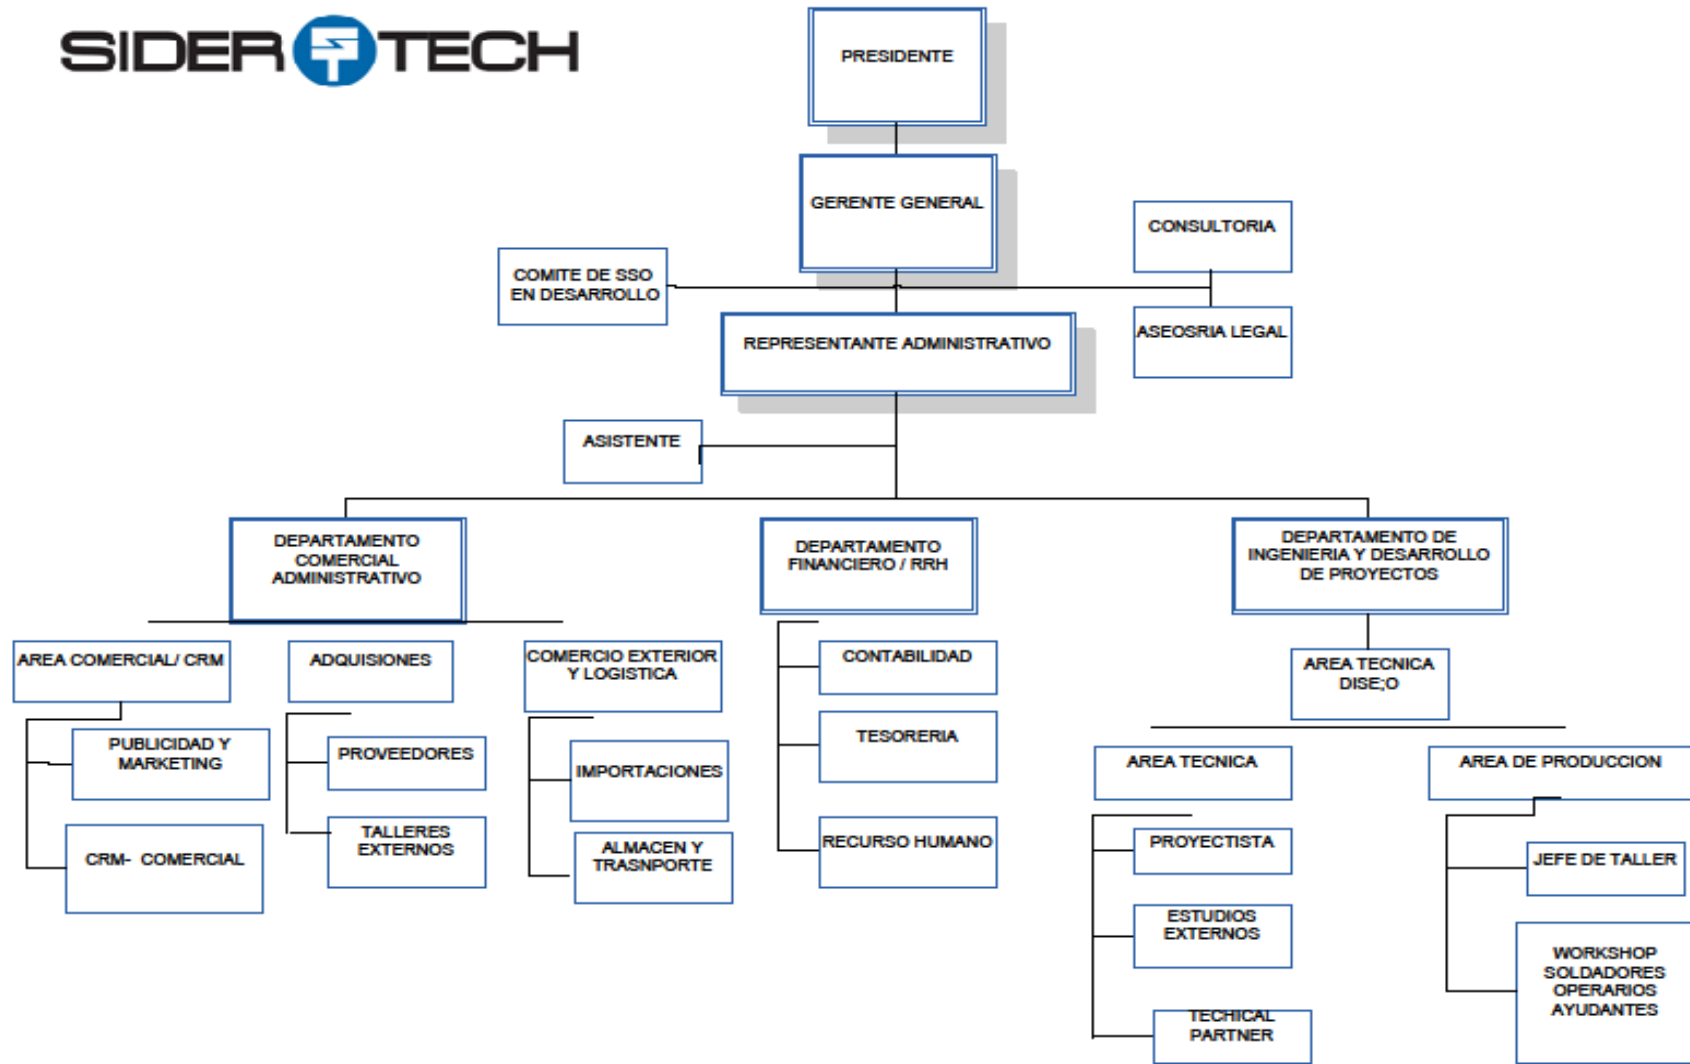 SIDER TECH
PRESIDENTE
GERENTE GENERAL
CONSULTORIA
COMITE DE SSO
EN DESARROLLO
ASEOSRIA LEGAL
REPRESENTANTE ADMINISTRATIVO
ASISTENTE
DEPARTAMENTO
COMERCIAL
ADMINISTRATIVO
DEPARTAMENTO
FINANCIERO / RRH
DEPARTAMENTO DE
INGENIERIA Y DESARROLLO
DE PROYECTOS
AREA COMERCIAL/ CRM
ADQUISIONES
COMERCIO EXTERIOR
Y LOGISTICA
CONTABILIDAD
AREA TECNICA
DISE;O
PUBLICIDAD Y
MARKETING
PROVEEDORES
IMPORTACIONES
TESORERIA
AREA TECNICA
AREA DE PRODUCCION
CRM- COMERCIAL
TALLERES
EXTERNOS
ALMACEN Y
TRASNPORTE
RECURSO HUMANO
PROYECTISTA
JEFE DE TALLER
ESTUDIOS
EXTERNOS
WORKSHOP
SOLDADORES
OPERARIOS
AYUDANTES
TECHICAL
PARTNER